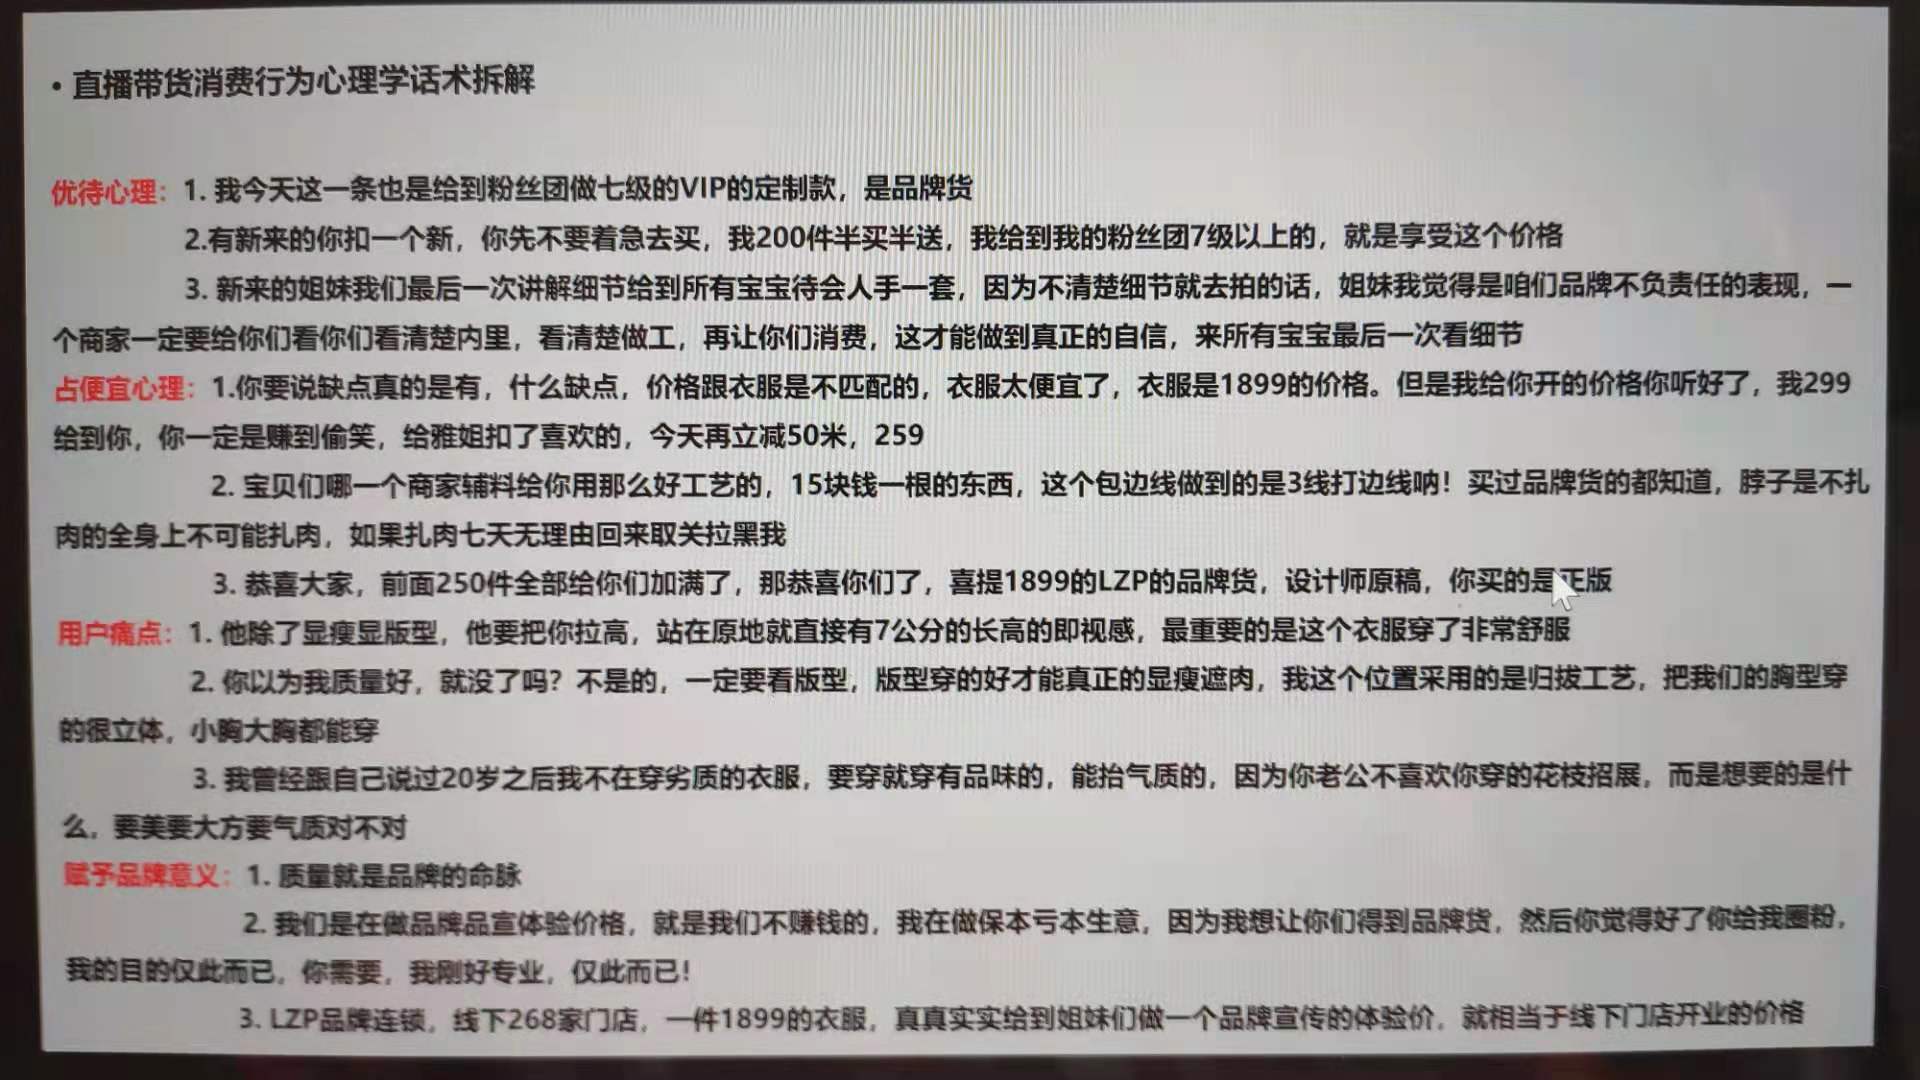 • 直播带货消费行为心理学话术拆解
优待心理：1. 我今天这一条也是给到粉丝团做七级的VIP的定制款，是品牌货
2.有新来的你扣一个新，你先不要着急去买，我200件半买半送，我给到我的粉丝团7级以上的，就是享受这个价格
3. 新来的姐妹我们最后一次讲解细节给到所有宝宝待会人手一套，因为不清楚细节就去拍的话，姐妹我觉得是咱们品牌不负责任的表现，一
个商家一定要给你们看你们看清楚内里，看清楚做工，再让你们消费，这才能做到真正的自信，来所有宝宝最后一次看细节
占便宜心理：1.你要说缺点真的是有，什么缺点，价格跟衣服是不匹配的，衣服太便宜了，衣服是1899的价格。但是我给你开的价格你听好了，我299
给到你，你一定是赚到偷笑，给雅姐扣了喜欢的，今天再立减50米，259
2. 宝贝们哪一个商家辅料给你用那么好工艺的，15块钱一根的东西，这个包边线做到的是3线打边线呐！买过品牌货的都知道，脖子是不扎
肉的全身上不可能扎肉，如果扎肉七天无理由回来取关拉黑我
3. 恭喜大家，前面250件全部给你们加满了，那恭喜你们了，喜提1899的LZP的品牌货，设计师原稿，你买的是正版
用户痛点：1. 他除了显瘦显版型，他要把你拉高，站在原地就直接有7公分的长高的即视感，最重要的是这个衣服穿了非常舒服
2. 你以为我质量好，就没了吗？不是的，一定要看版型，版型穿的好才能真正的显瘦遮肉，我这个位置采用的是归拔工艺，把我们的胸型穿
的很立体，小胸大胸都能穿
3. 我曾经跟自己说过20岁之后我不在穿劣质的衣服，要穿就穿有品味的，能抬气质的，因为你老公不喜欢你穿的花枝招展，而是想要的是什
么，要美要大方要气质对不对
赋予品牌意义：1. 质量就是品牌的命脉
2. 我们是在做品牌品宣体验价格，就是我们不赚钱的，我在做保本亏本生意，因为我想让你们得到品牌货，然后你觉得好了你给我圈粉，
我的目的仅此而已，你需要，我刚好专业，仅此而已！
3. LZP品牌连锁，线下268家门店，一件1899的衣服，真真实实给到姐妹们做一个品牌宣传的体验价，就相当于线下门店开业的价格